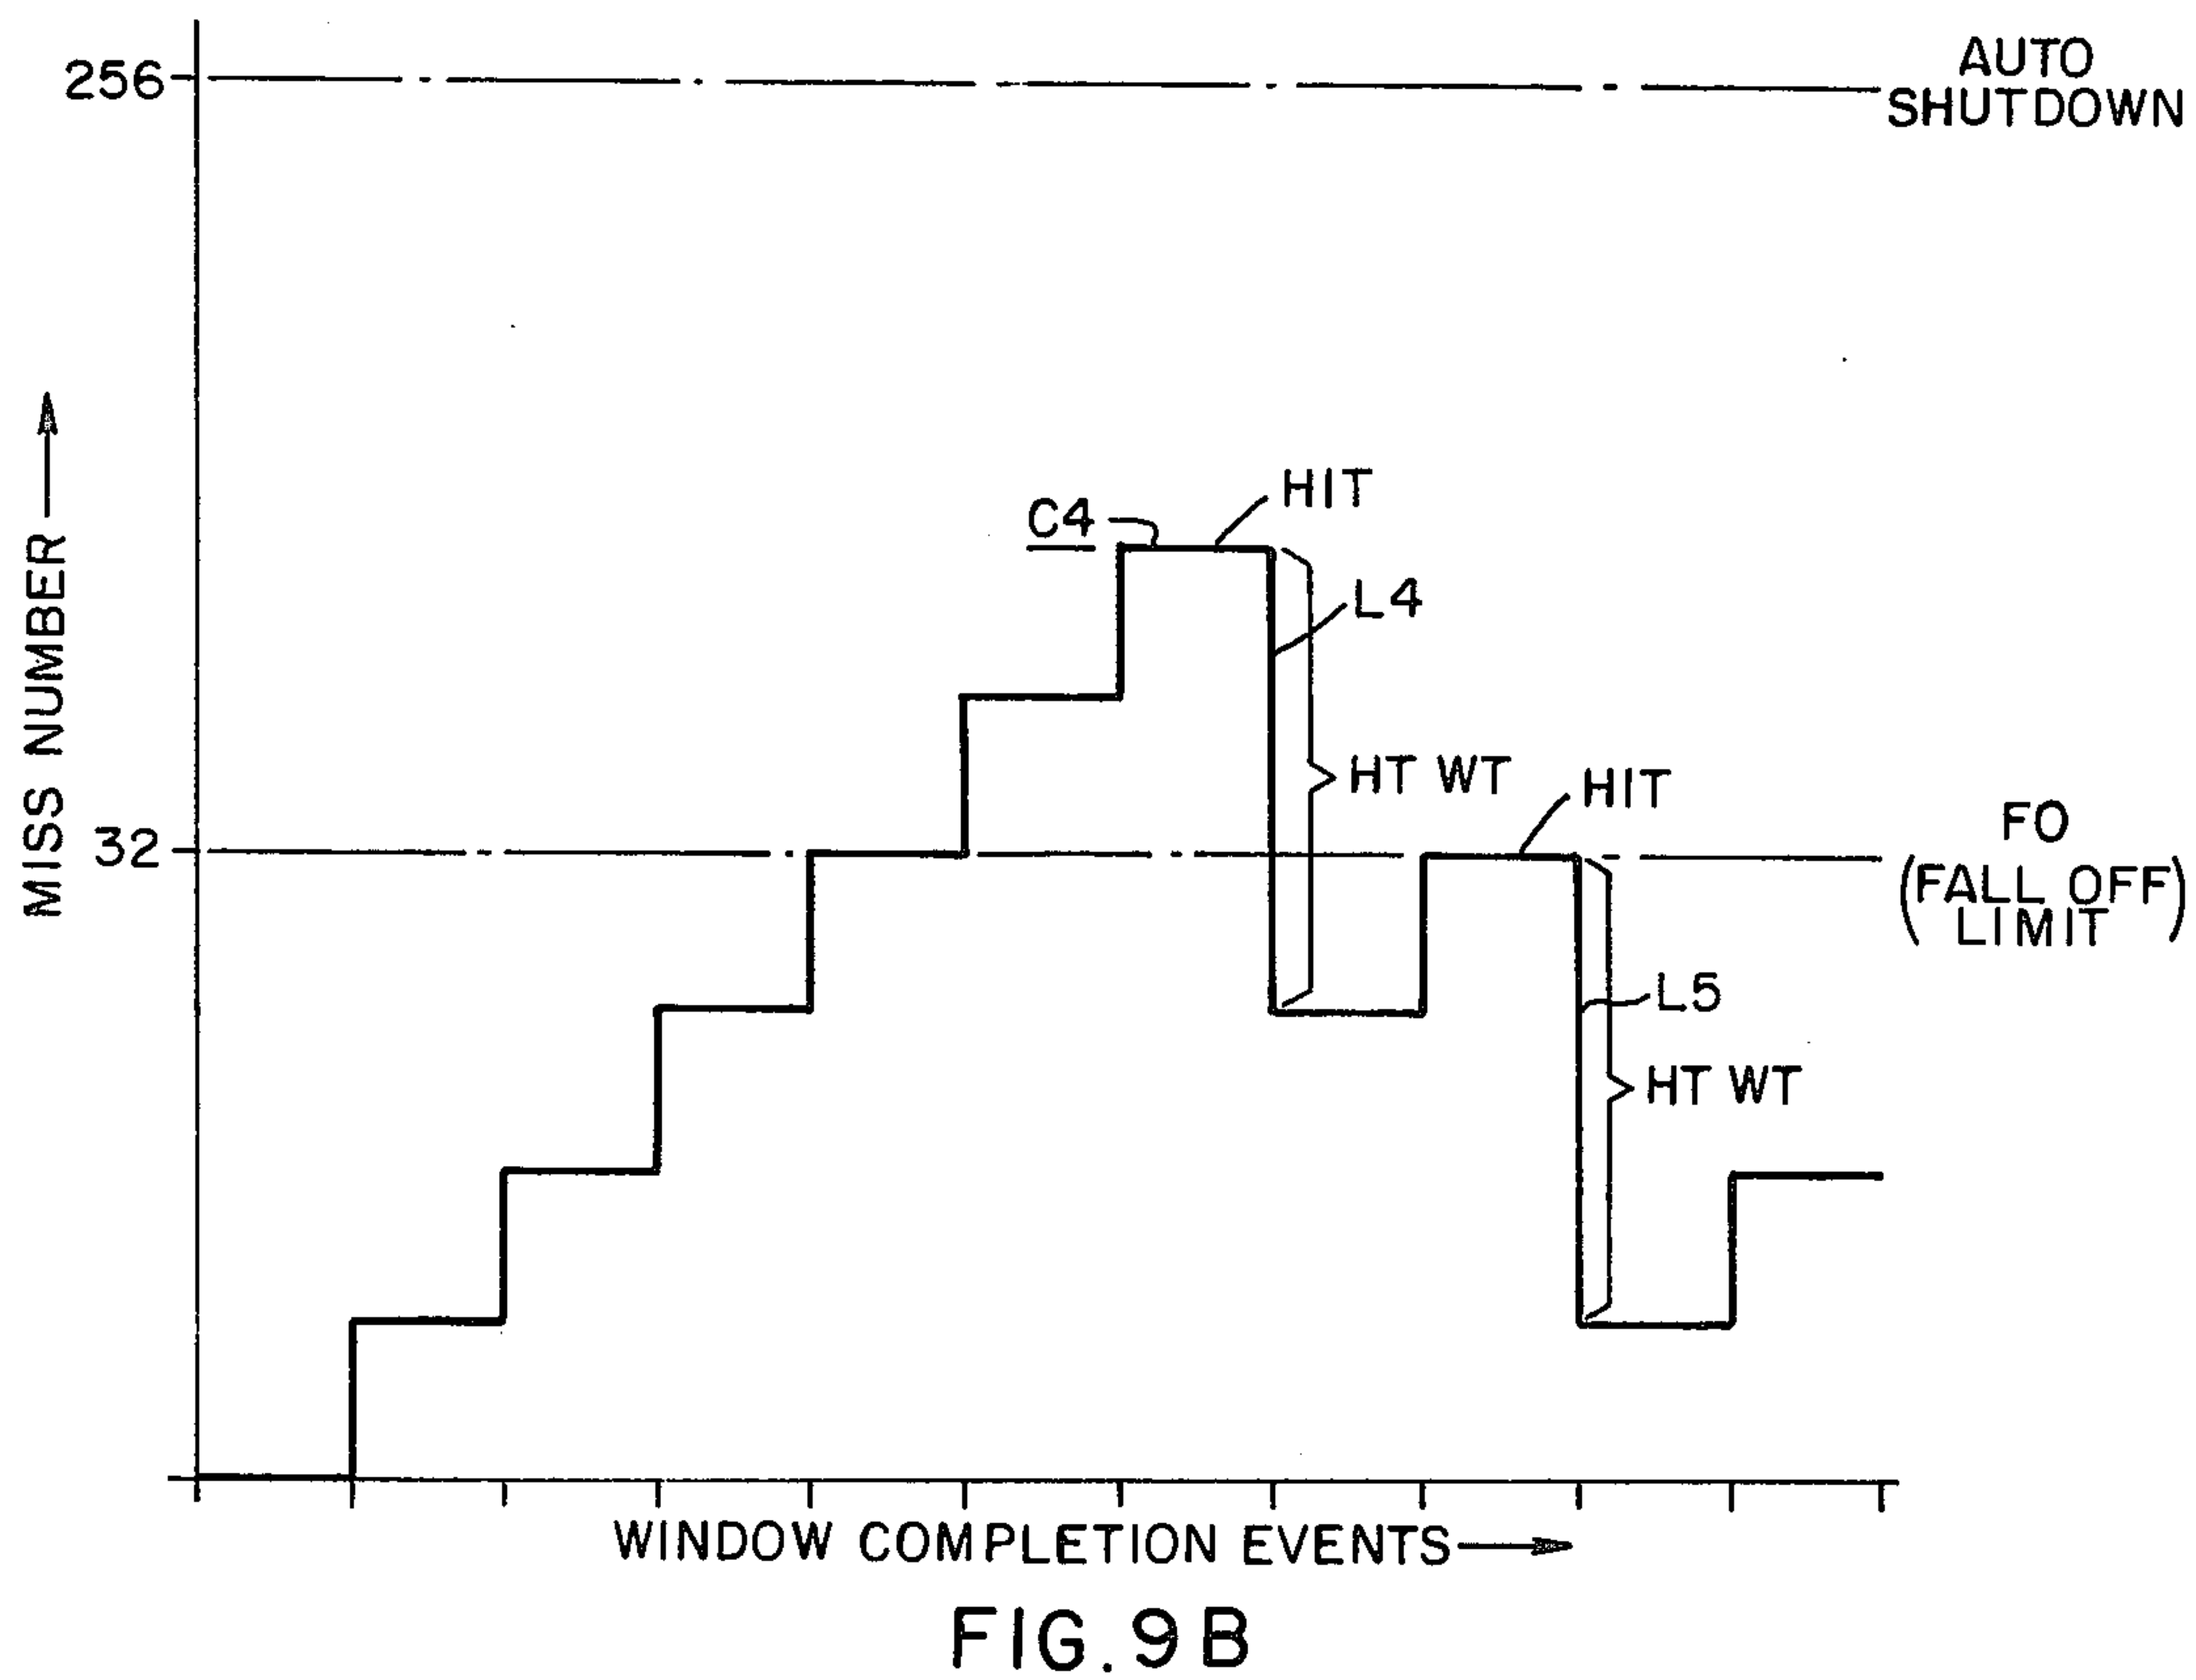 256
AUTO
SHUTDOWN
HIT
C4
L4
MISS NUMBER
HT WT
HIT
32
FO
(FALL OFF)
LIMIT
L5
HT WT
WINDOW COMPLETION EVENTS
FIG. 9B